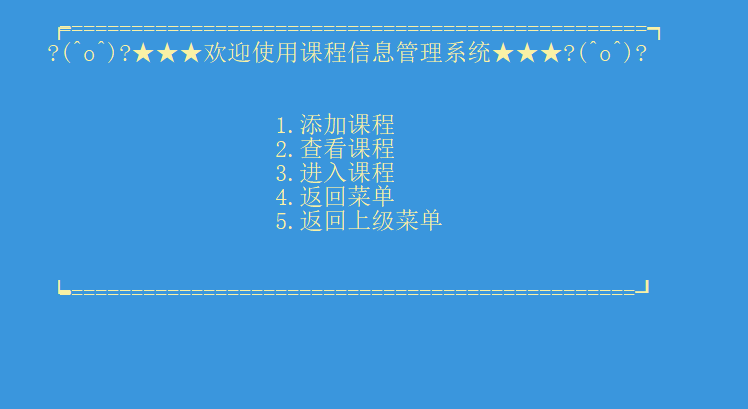 ┏================================================┓
?(^o^)?★★★欢迎使用课程信息管理系统★★★?(^o^)?
1.添加课程
2.查看课程
3.进入课程
4.返回菜单
5.返回上级菜单
┗===============================================┛